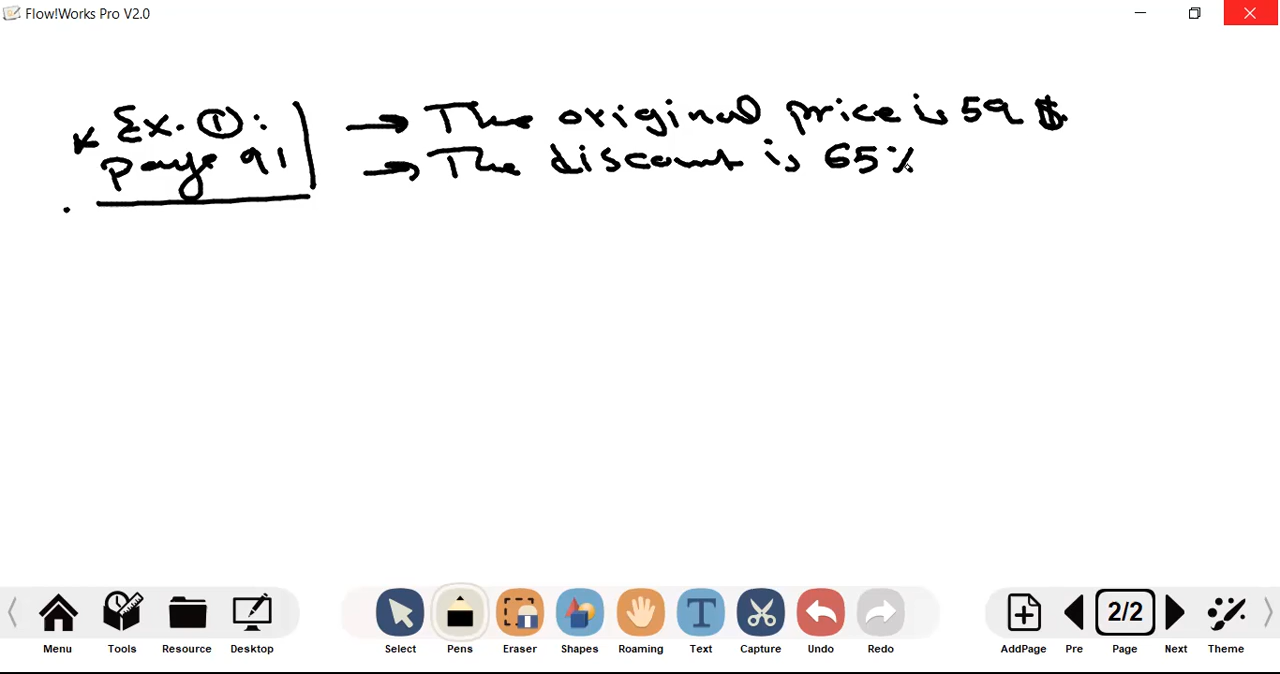 Flow!Works Pro V2.0
Ex. ①: → The original price is 59 $
page 91 → The discount is 65%
Menu Tools Resource Desktop Select Pens Eraser Shapes Roaming Text Capture Undo Redo AddPage Pre 2/2 Page Next Theme